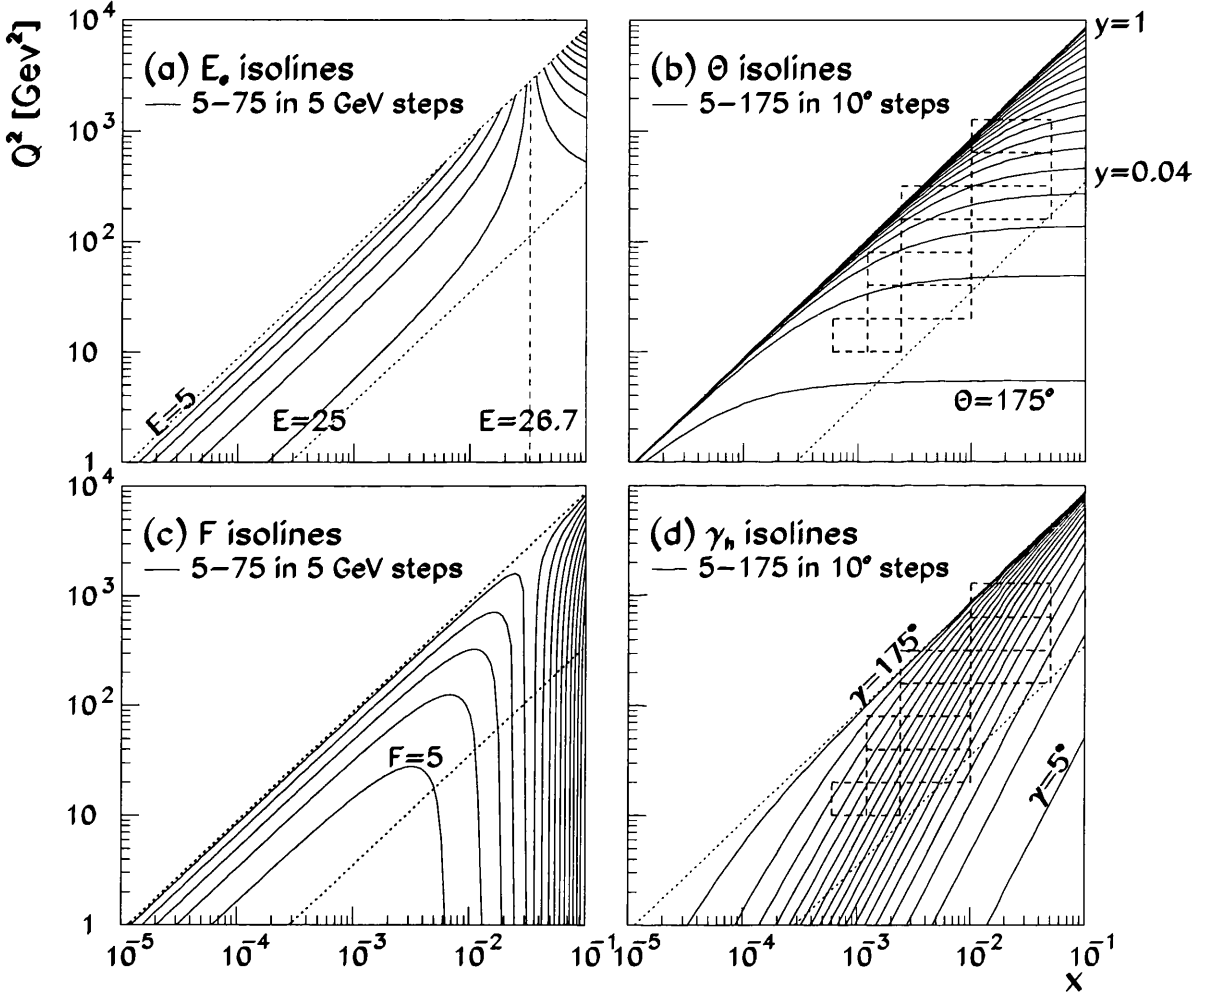 Q² [GeV²]
10⁴
10³
10²
10
1
(a) Eₑ isolines
5–75 in 5 GeV steps
E=5
E=25
E=26.7
(b) Θ isolines
5–175 in 10° steps
y=1
y=0.04
Θ=175°
10⁴
10³
10²
10
1
(c) F isolines
5–75 in 5 GeV steps
F=5
10⁻⁵
10⁻⁴
10⁻³
10⁻²
10⁻¹
(d) γₕ isolines
5–175 in 10° steps
γ=175°
γ=5°
10⁻⁵
10⁻⁴
10⁻³
10⁻²
10⁻¹
x